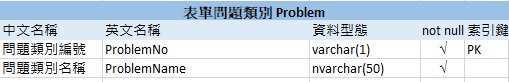 表單問題類別 Problem
中文名稱 英文名稱 資料型態 not null 索引鍵
問題類別編號 ProblemNo varchar(1) √ PK
問題類別名稱 ProblemName nvarchar(50) √